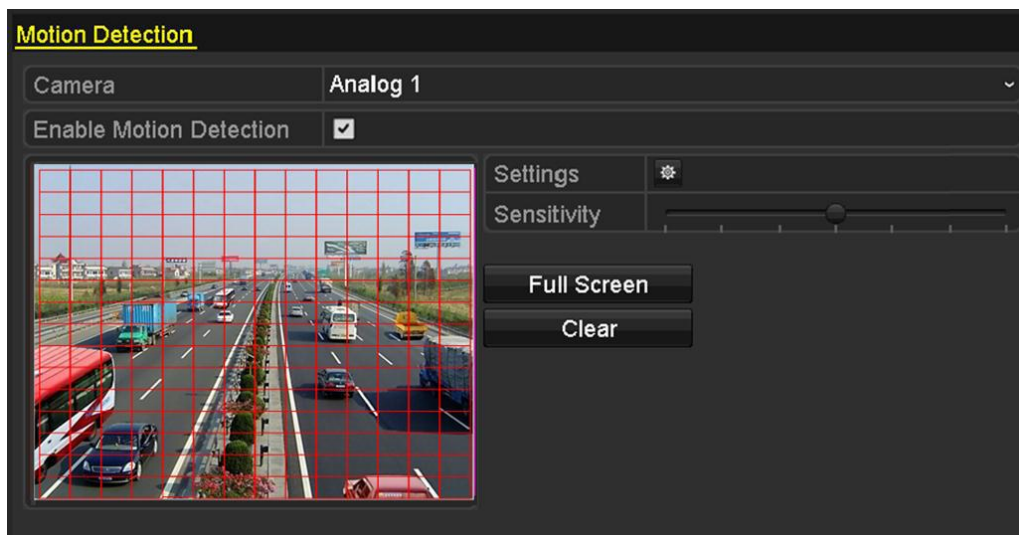 Motion Detection
Camera
Analog 1
Enable Motion Detection
Settings
Sensitivity
Full Screen
Clear